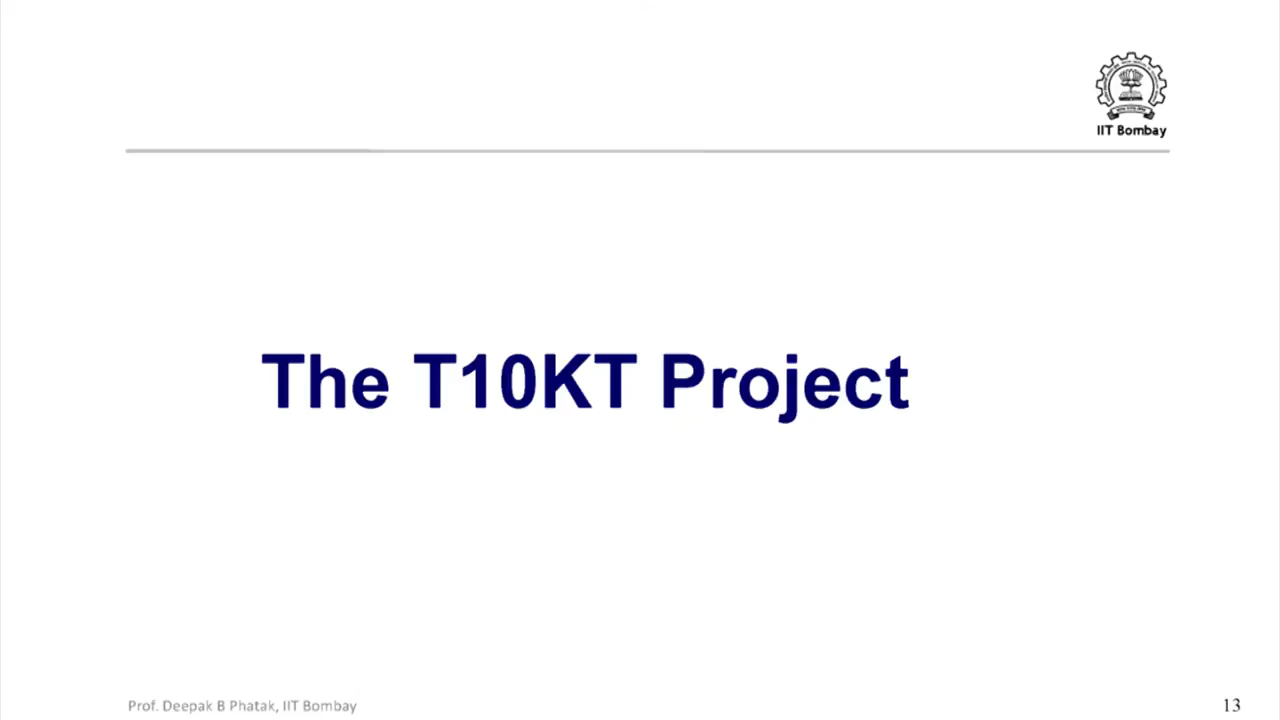 IIT Bombay
The T10KT Project
Prof. Deepak B Phatak, IIT Bombay
13